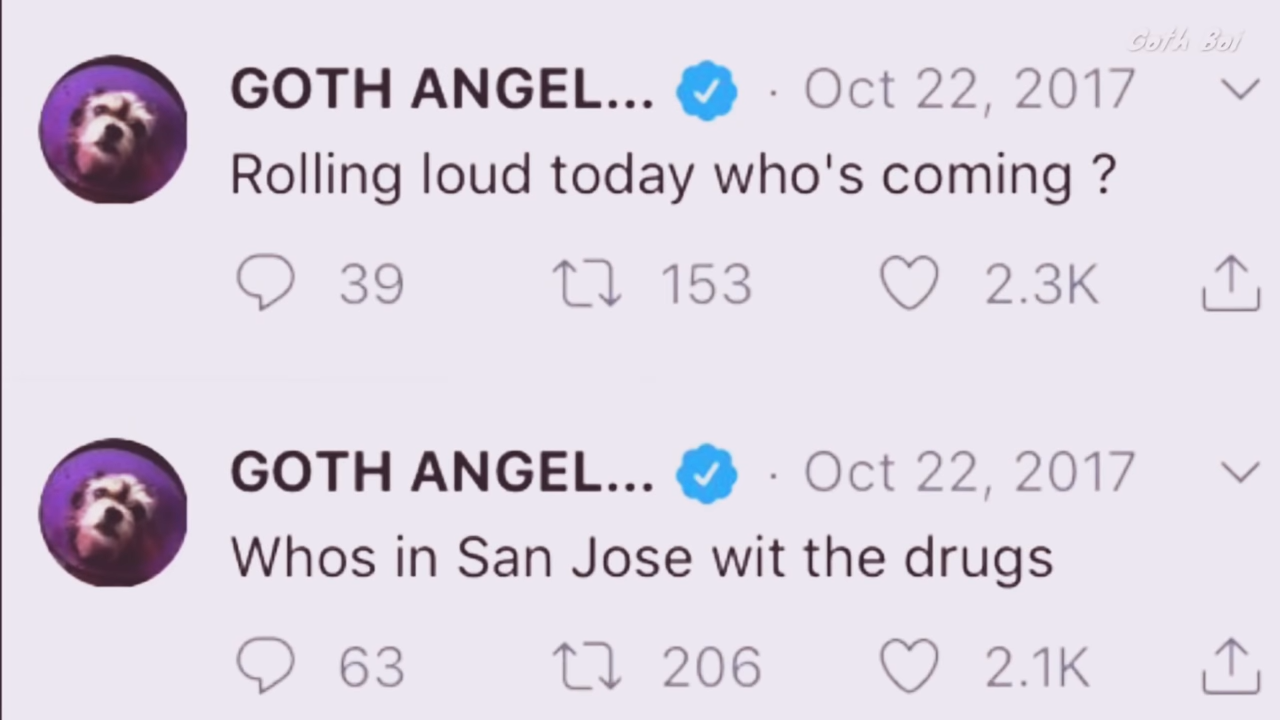 Goth Boi
GOTH ANGEL... · Oct 22, 2017
Rolling loud today who's coming ?
39 153 2.3K
GOTH ANGEL... · Oct 22, 2017
Whos in San Jose wit the drugs
63 206 2.1K